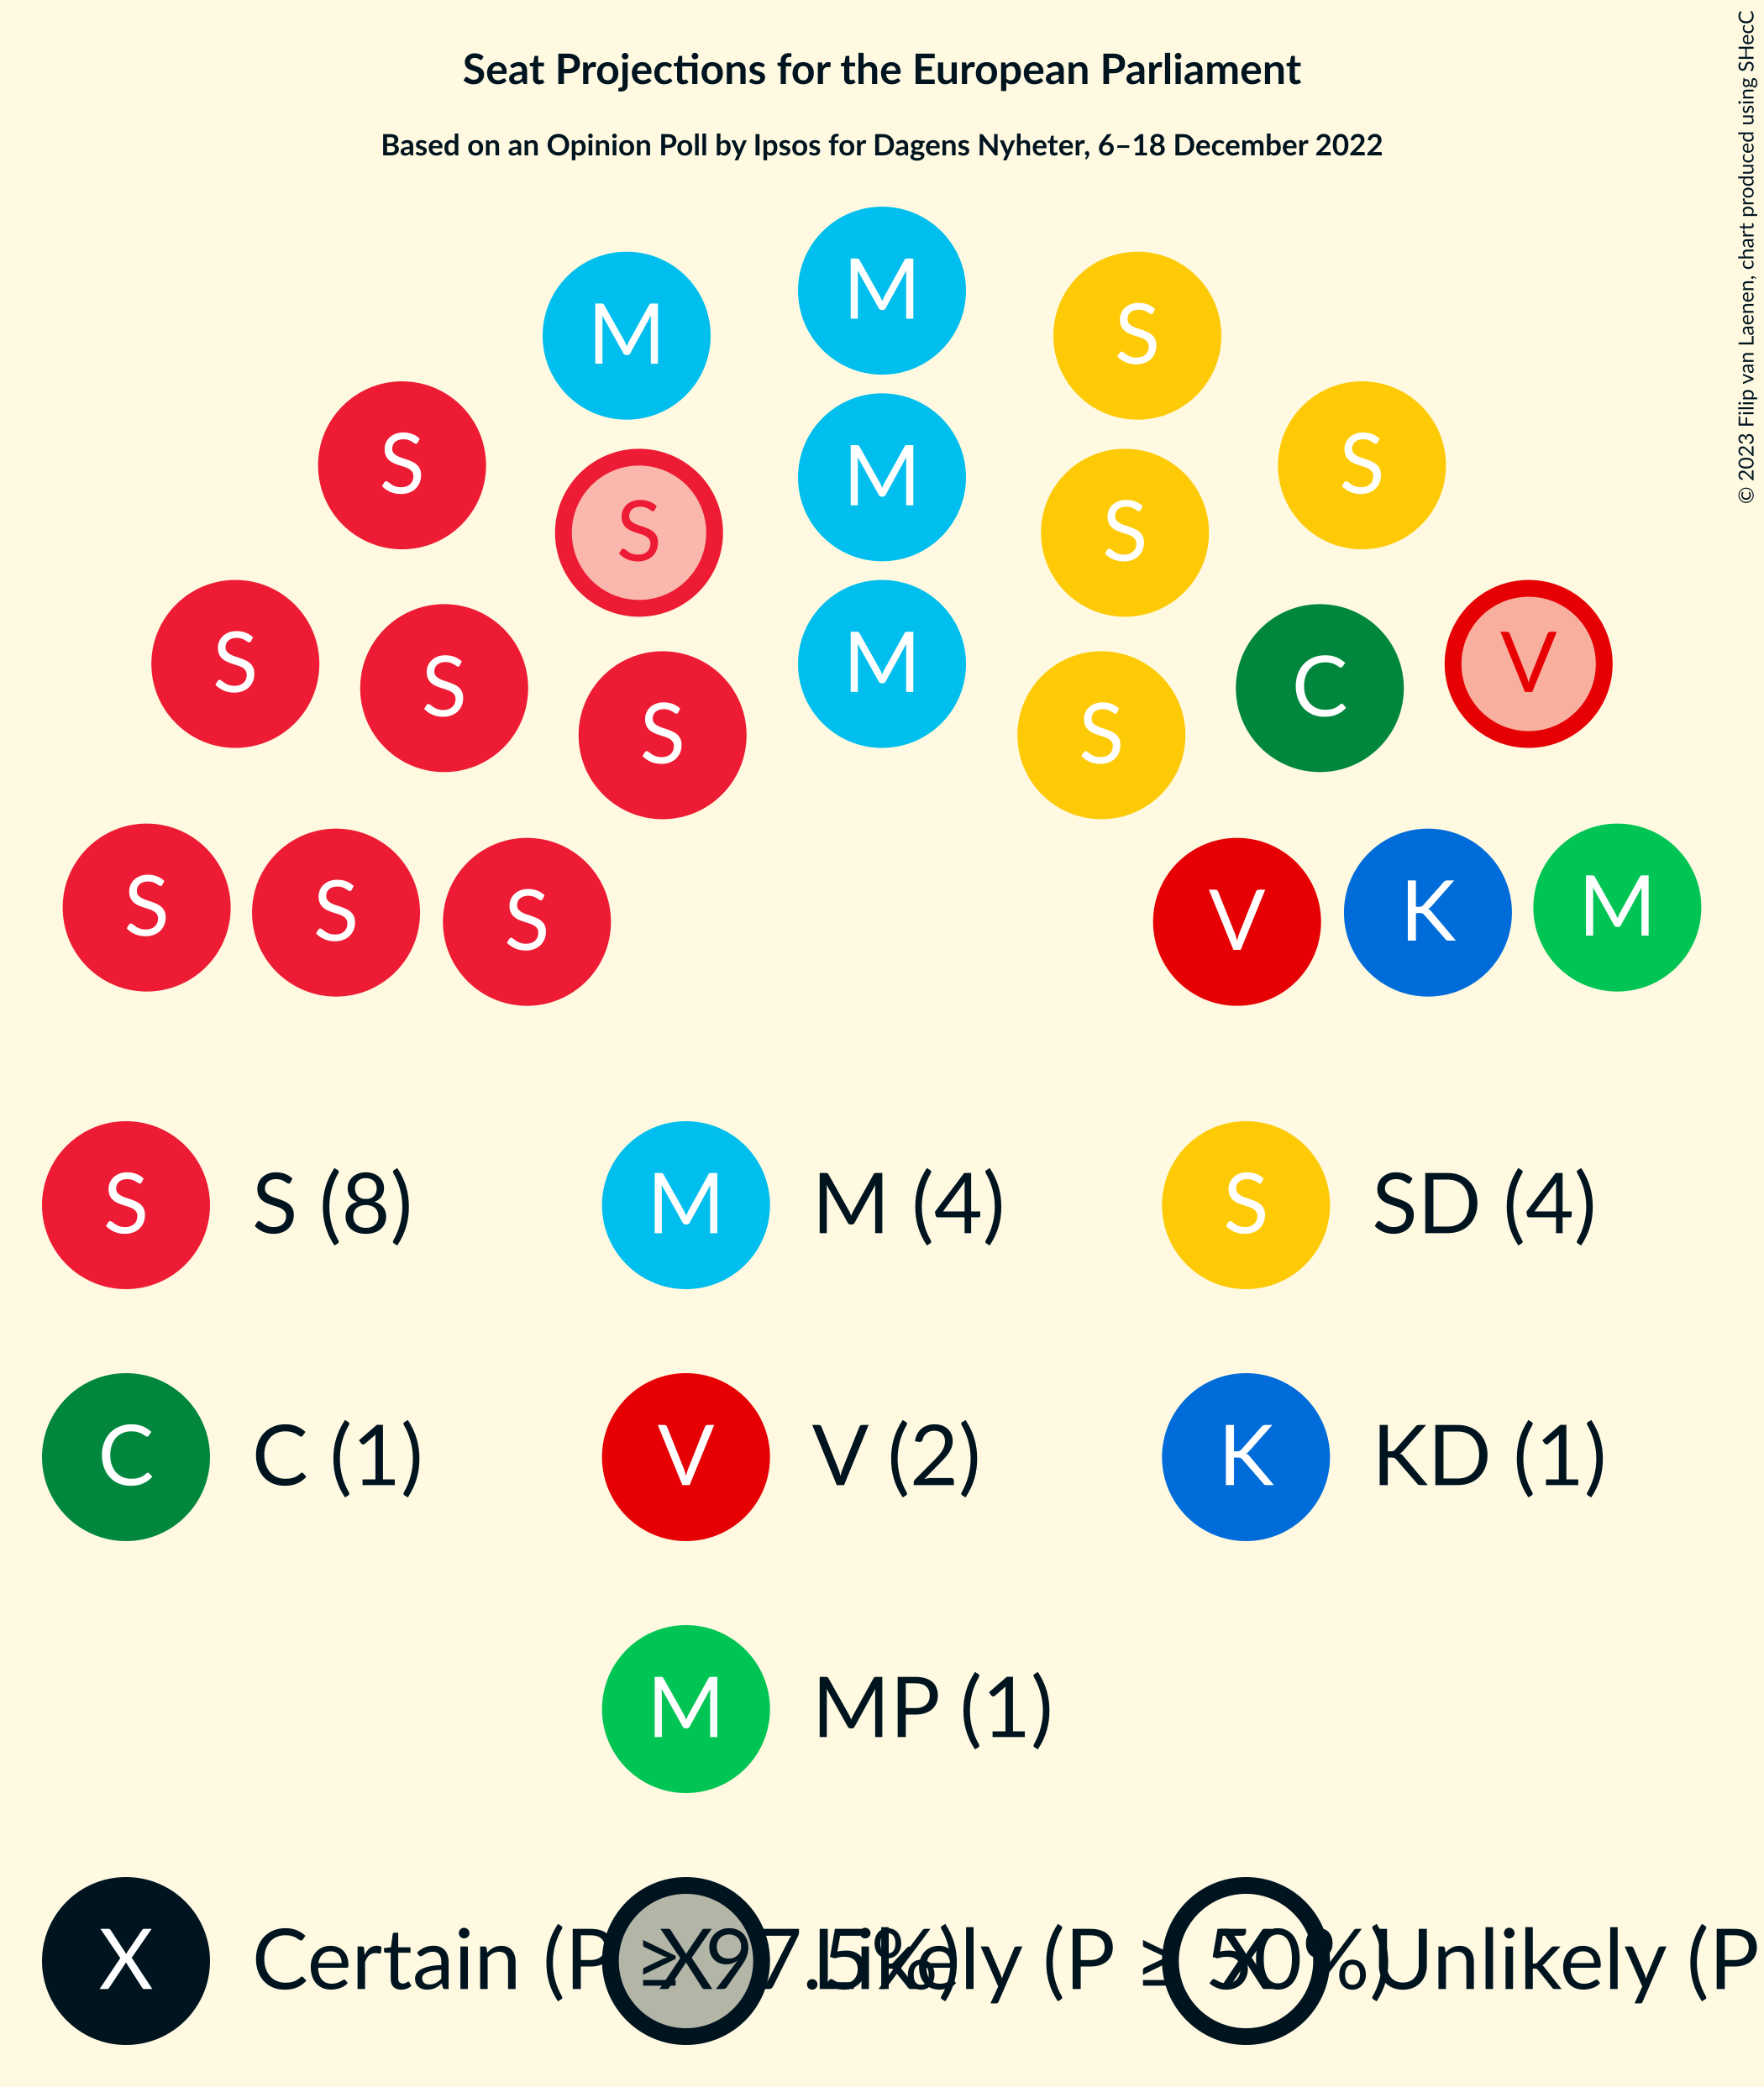 Seat Projections for the European Parliament
Based on an Opinion Poll by Ipsos for Dagens Nyheter, 6–18 December 2022
© 2023 Filip van Laenen, chart produced using SHecC
M
M M S
S S
S M S
S S M C V
S S
S S S V K M
S S (8) M M (4) S SD (4)
C C (1) V V (2) K KD (1)
M MP (1)
X Certain (P ≥ 97.5%) X Likely (P ≥ 50%) X Unlikely (P